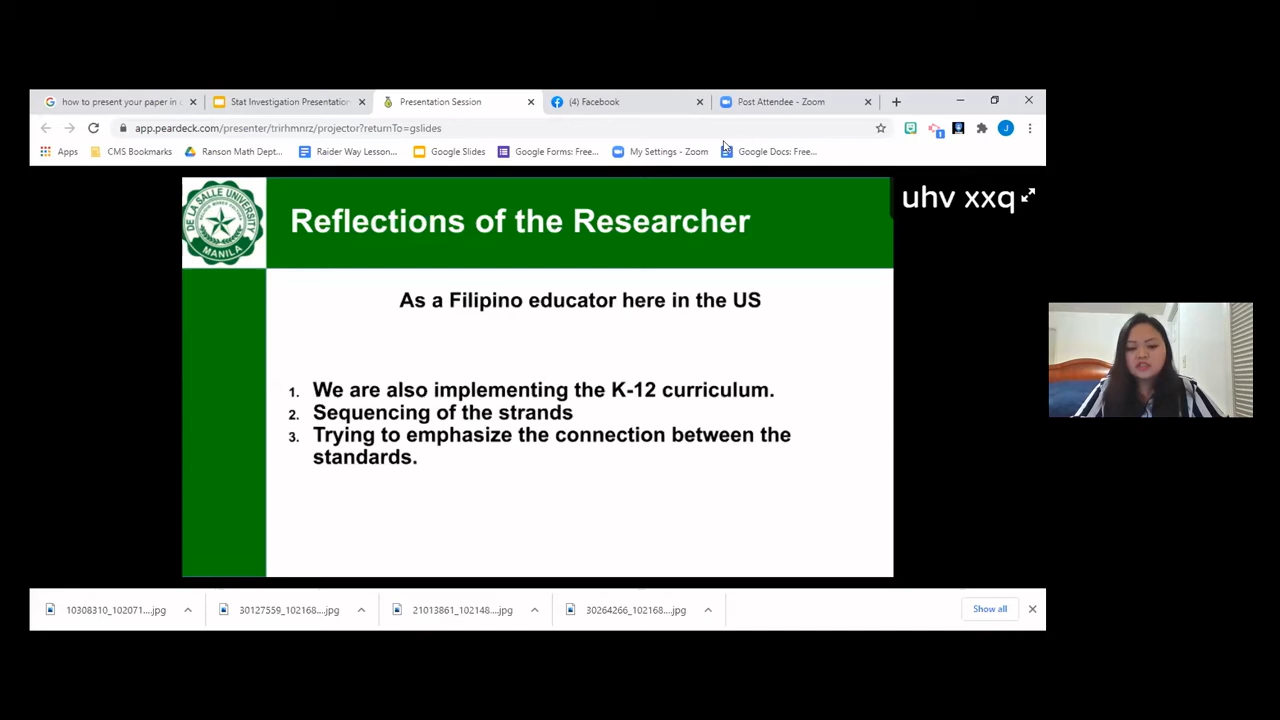 how to present your paper in
Stat Investigation Presentation
Presentation Session
(4) Facebook
Post Attendee - Zoom
app.peardeck.com/presenter/trirhmnrz/projector?returnTo=gslides
Apps
CMS Bookmarks
Ranson Math Dept...
Raider Way Lesson...
Google Slides
Google Forms: Free...
My Settings - Zoom
Google Docs: Free...
J
DE LA SALLE UNIVERSITY
MANILA
Reflections of the Researcher
uhv xxq
As a Filipino educator here in the US
1. We are also implementing the K-12 curriculum.
2. Sequencing of the strands
3. Trying to emphasize the connection between the
standards.
10308310_102071....jpg
30127559_102168....jpg
21013861_102148....jpg
30264266_102168....jpg
Show all